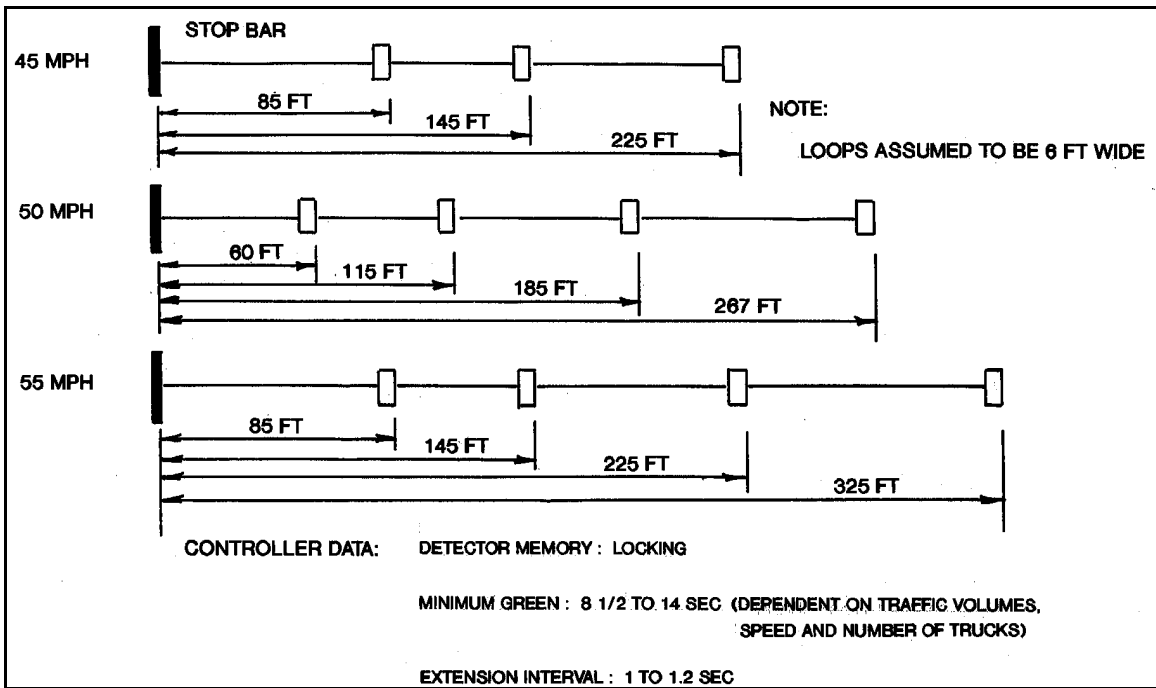 STOP BAR
45 MPH
85 FT
145 FT
225 FT
NOTE:
LOOPS ASSUMED TO BE 6 FT WIDE
50 MPH
60 FT
115 FT
185 FT
267 FT
55 MPH
85 FT
145 FT
225 FT
325 FT
CONTROLLER DATA: DETECTOR MEMORY : LOCKING
MINIMUM GREEN : 8 1/2 TO 14 SEC (DEPENDENT ON TRAFFIC VOLUMES,
SPEED AND NUMBER OF TRUCKS)
EXTENSION INTERVAL : 1 TO 1.2 SEC